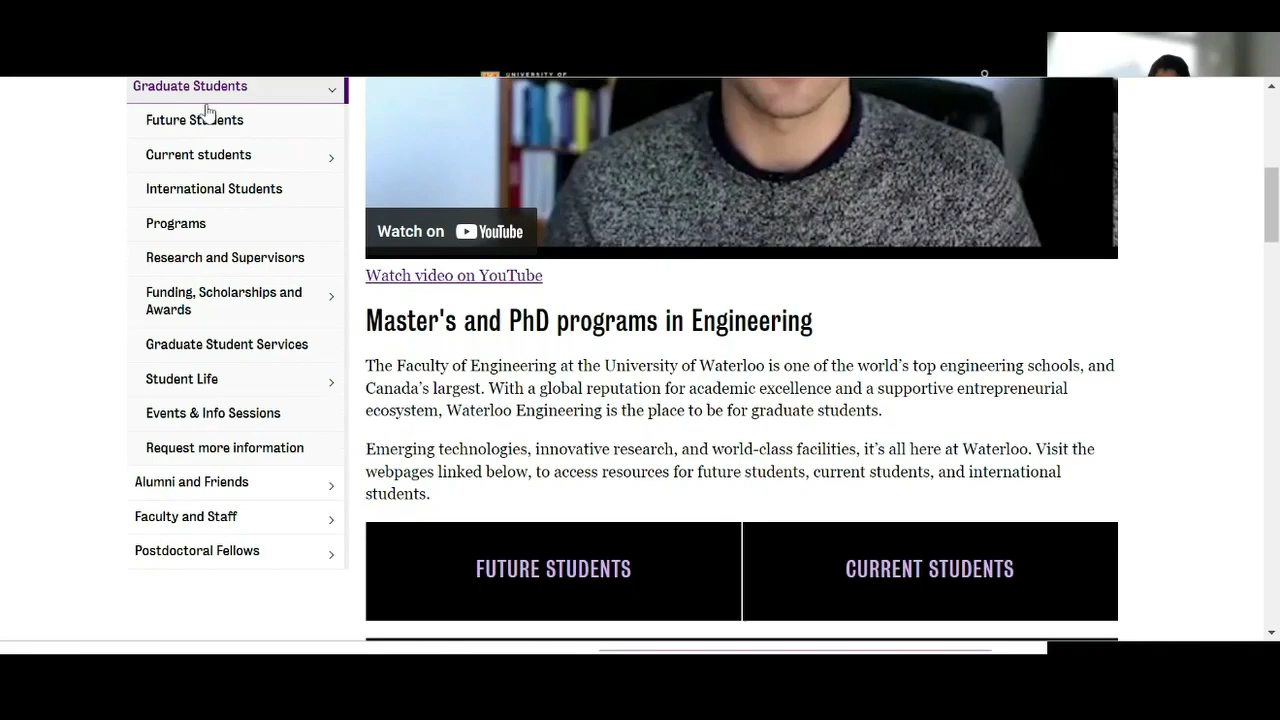 UNIVERSITY OF
Graduate Students
Future Students
Current students
International Students
Programs
Research and Supervisors
Funding, Scholarships and
Awards
Graduate Student Services
Student Life
Events & Info Sessions
Request more information
Alumni and Friends
Faculty and Staff
Postdoctoral Fellows
Watch on YouTube
Watch video on YouTube
Master's and PhD programs in Engineering
The Faculty of Engineering at the University of Waterloo is one of the world’s top engineering schools, and
Canada’s largest. With a global reputation for academic excellence and a supportive entrepreneurial
ecosystem, Waterloo Engineering is the place to be for graduate students.
Emerging technologies, innovative research, and world-class facilities, it’s all here at Waterloo. Visit the
webpages linked below, to access resources for future students, current students, and international
students.
FUTURE STUDENTS
CURRENT STUDENTS